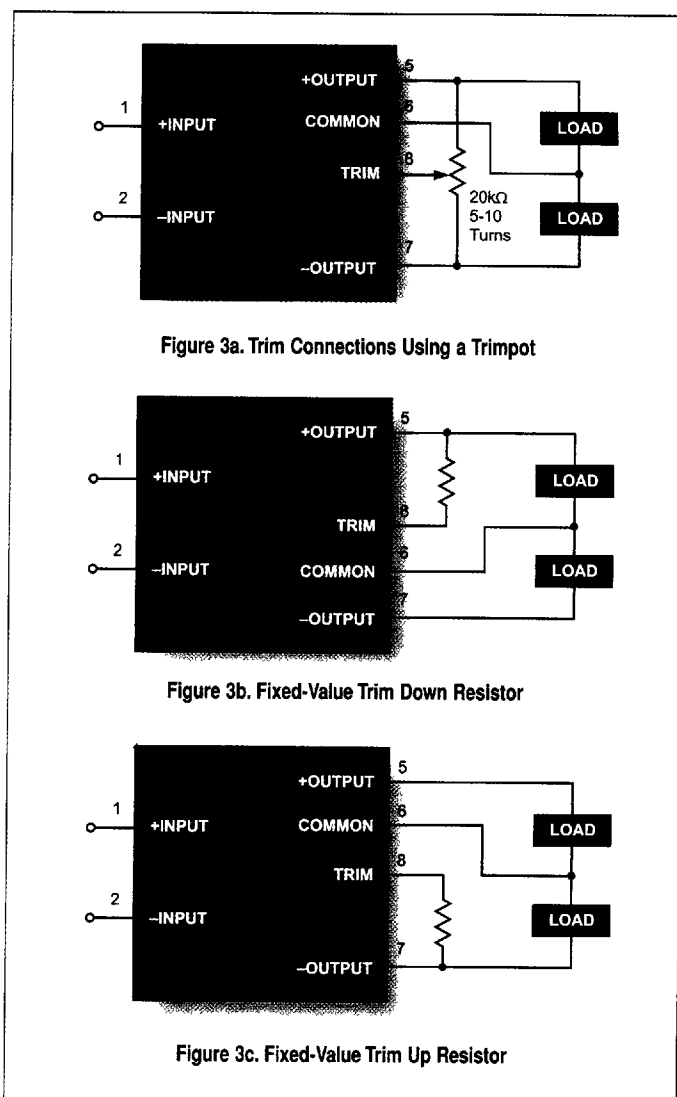 5
+OUTPUT
6
1
+INPUT
COMMON
LOAD
8
TRIM
20kΩ
5-10
Turns
2
–INPUT
LOAD
7
–OUTPUT
Figure 3a. Trim Connections Using a Trimpot
5
+OUTPUT
1
+INPUT
LOAD
8
TRIM
2
–INPUT
6
COMMON
LOAD
7
–OUTPUT
Figure 3b. Fixed-Value Trim Down Resistor
5
+OUTPUT
1
+INPUT
6
COMMON
LOAD
8
TRIM
2
–INPUT
LOAD
7
–OUTPUT
Figure 3c. Fixed-Value Trim Up Resistor